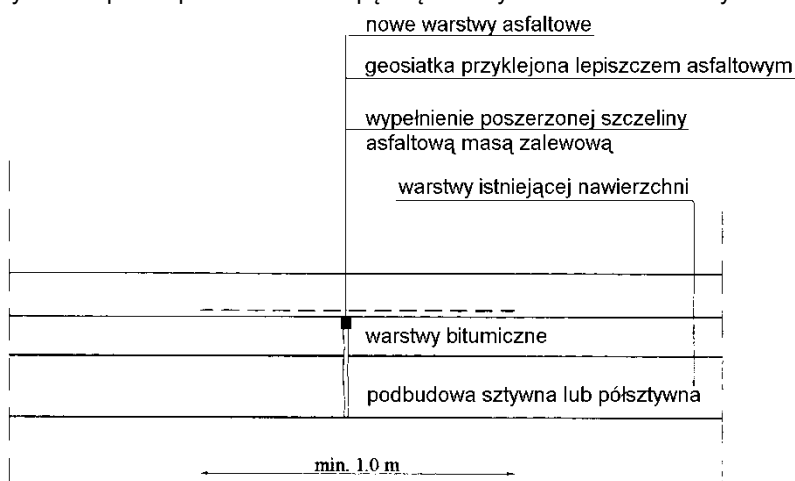 nowe warstwy asfaltowe
geosiatka przyklejona lepiszczem asfaltowym
wypełnienie poszerzonej szczeliny
asfaltową masą zalewową
warstwy istniejącej nawierzchni
warstwy bitumiczne
podbudowa sztywna lub półsztywna
min. 1.0 m